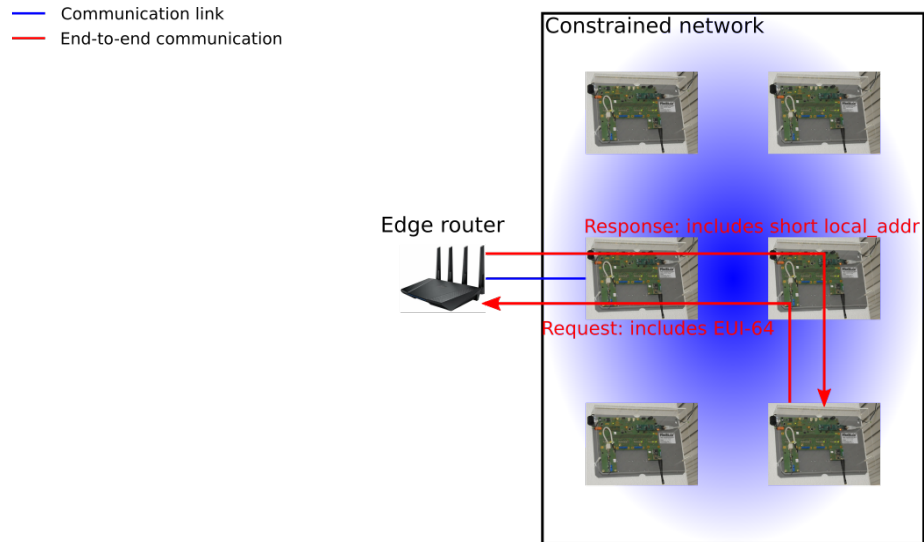 Communication link
End-to-end communication
Constrained network
Response: includes short local_addr
Edge router
Request: includes EUI-64